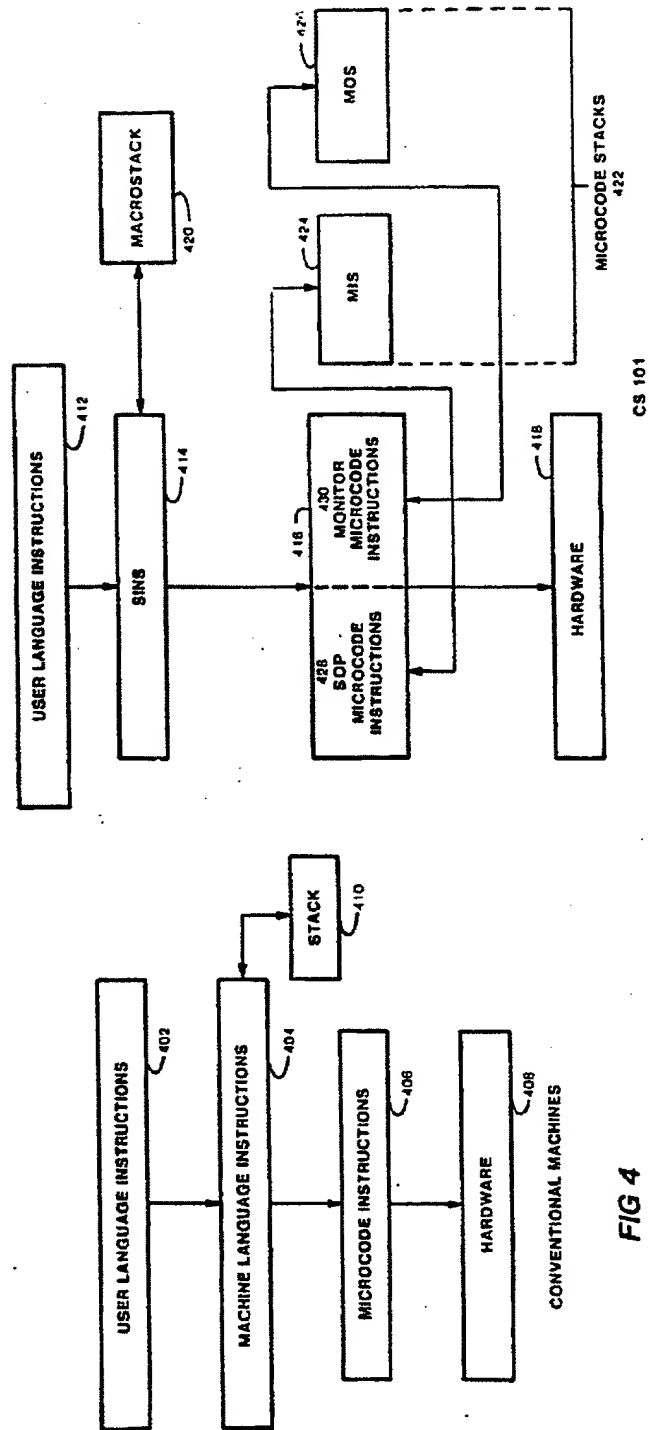 USER LANGUAGE INSTRUCTIONS
402
MACHINE LANGUAGE INSTRUCTIONS
404
STACK
410
MICROCODE INSTRUCTIONS
406
HARDWARE
408
CONVENTIONAL MACHINES
FIG 4
USER LANGUAGE INSTRUCTIONS
412
SINS
414
MACROSTACK
420
416
428
SOP
MICROCODE
INSTRUCTIONS
430
MONITOR
MICROCODE
INSTRUCTIONS
MIS
424
MOS
MICROCODE STACKS
422
HARDWARE
418
CS 101